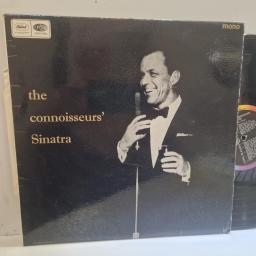 mono
the
connoisseurs'
Sinatra